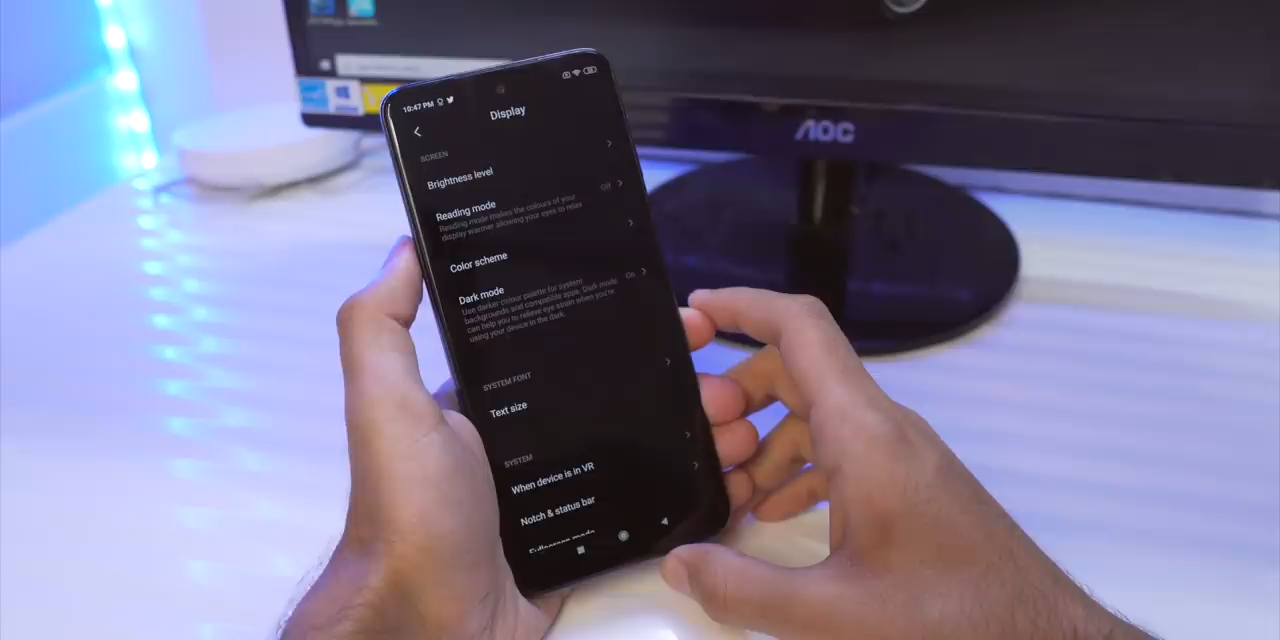 AOC
10:47 PM
Display
SCREEN
Brightness level
Reading mode
Off
Reading mode makes the colours of your
display warmer allowing your eyes to relax
Color scheme
Dark mode
On
Use darker colour palette for system
backgrounds and compatible apps. Dark mode
can help you to relieve eye strain when you're
using your device in the dark.
SYSTEM FONT
Text size
SYSTEM
When device is in VR
Notch & status bar
Fullscreen mode